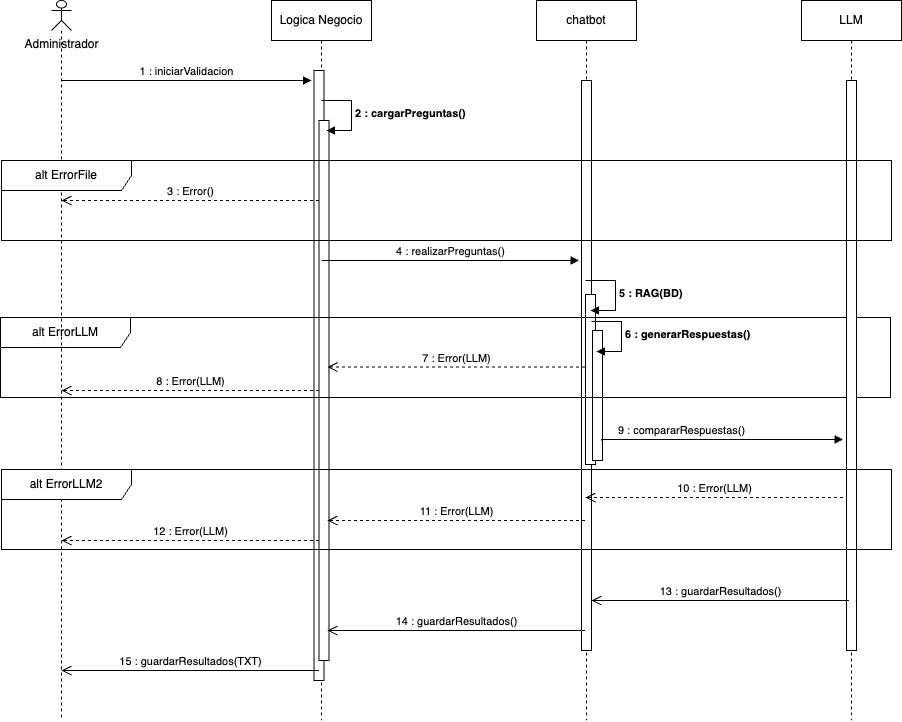 Administrador
Logica Negocio
chatbot
LLM
1 : iniciarValidacion
2 : cargarPreguntas()
alt ErrorFile
3 : Error()
4 : realizarPreguntas()
5 : RAG(BD)
alt ErrorLLM
6 : generarRespuestas()
7 : Error(LLM)
8 : Error(LLM)
9 : compararRespuestas()
alt ErrorLLM2
10 : Error(LLM)
11 : Error(LLM)
12 : Error(LLM)
13 : guardarResultados()
14 : guardarResultados()
15 : guardarResultados(TXT)